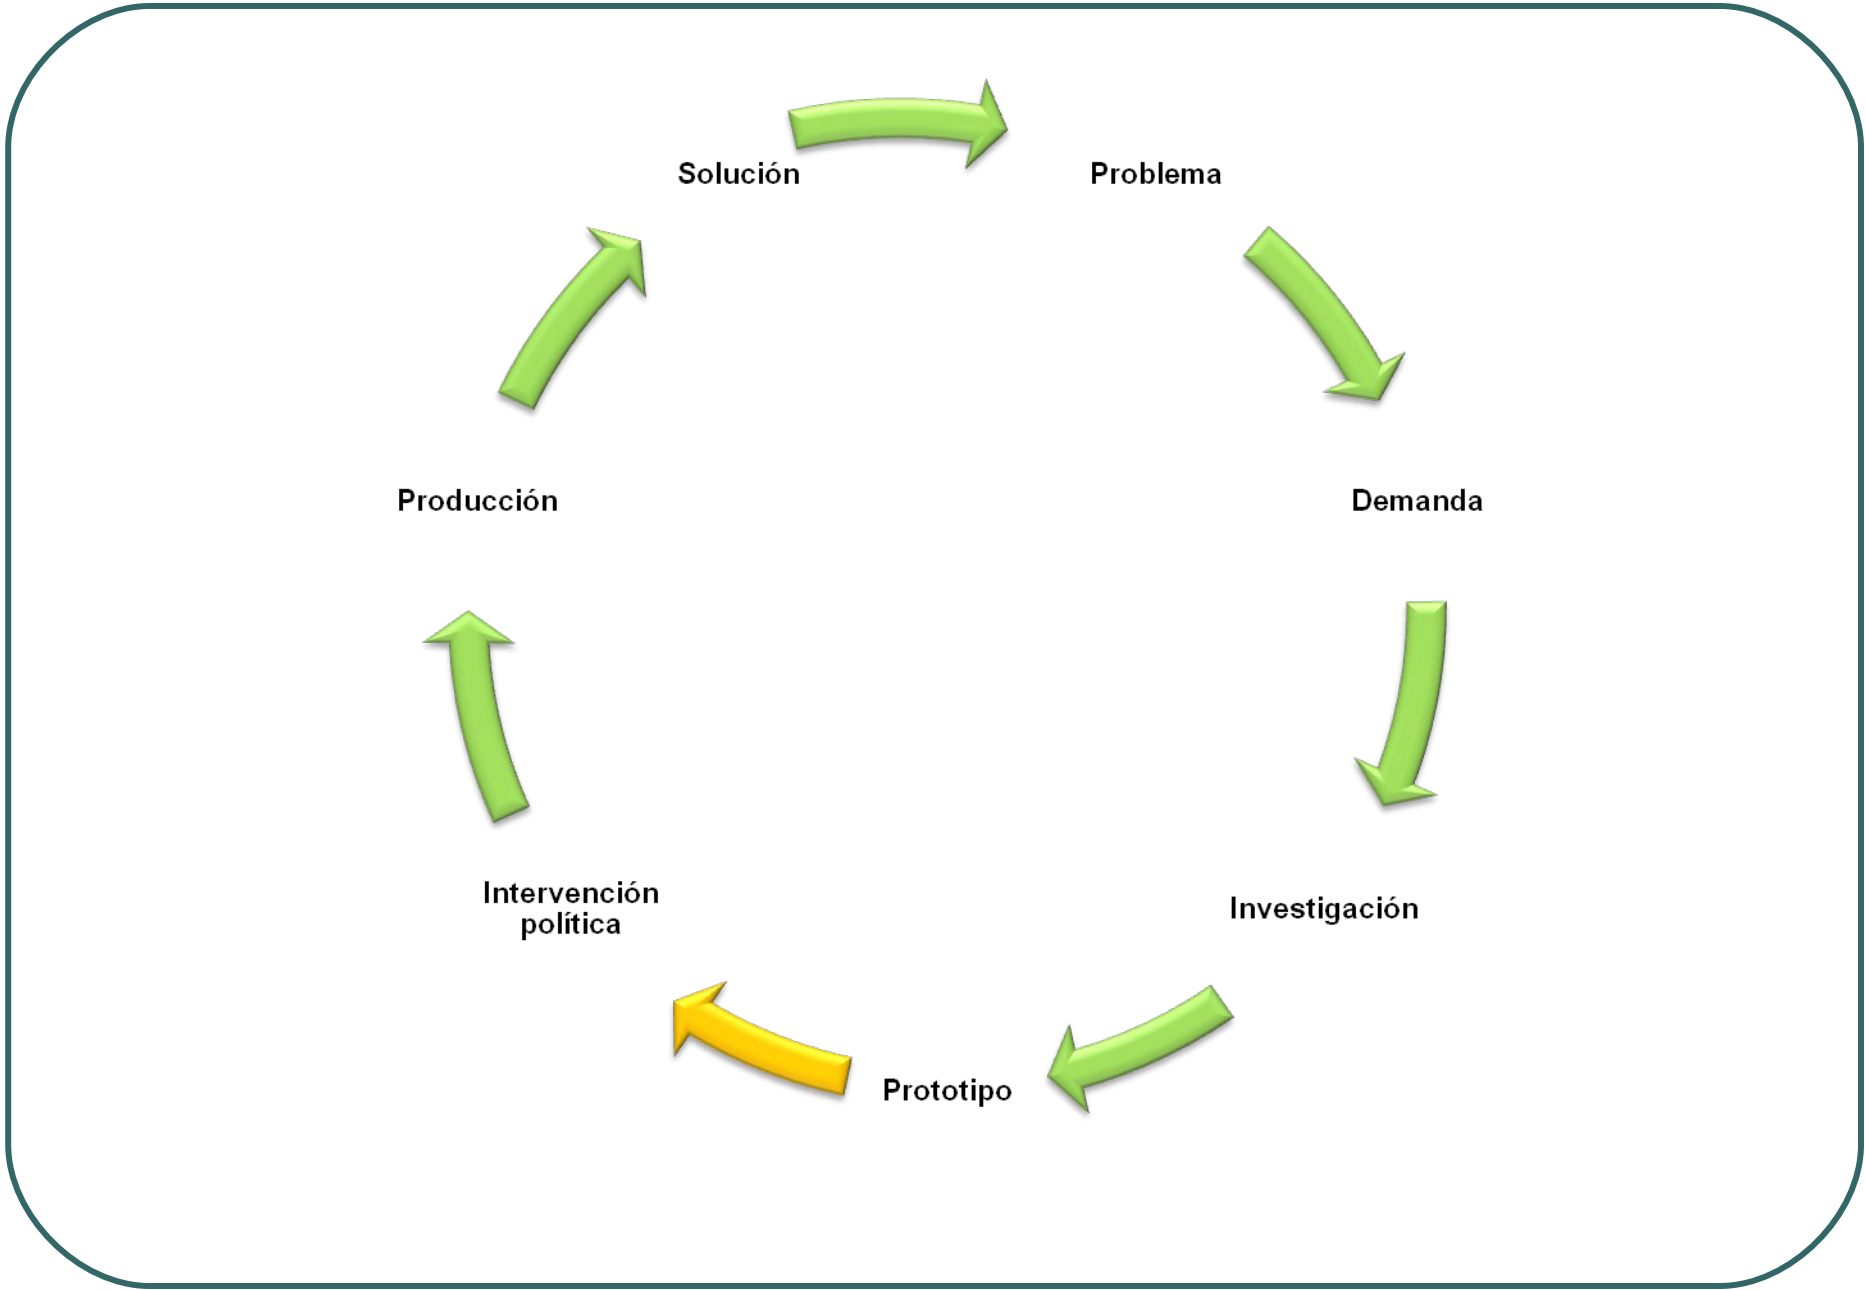 Solución
Problema
Producción
Demanda
Intervención
política
Investigación
Prototipo